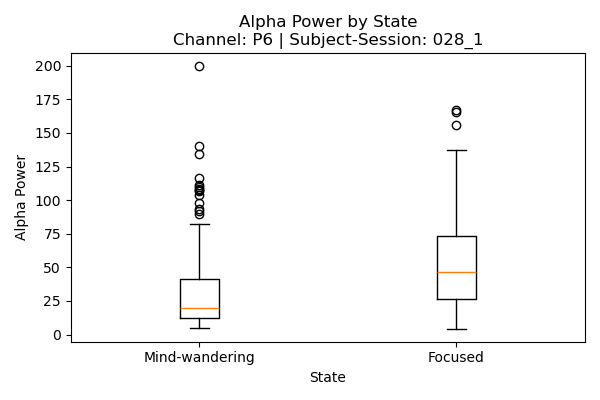 Alpha Power by State
Channel: P6 | Subject-Session: 028_1
200
175
150
125
100
75
50
25
0
Alpha Power
Mind-wandering
Focused
State